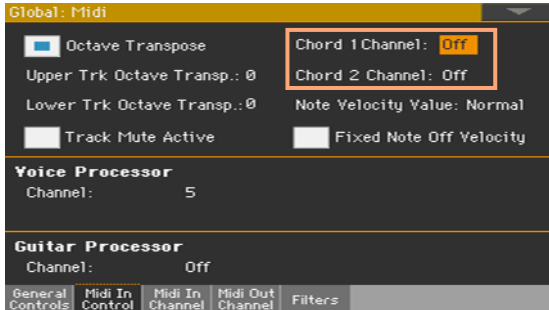 Global: Midi
Octave Transpose
Chord 1 Channel: Off
Upper Trk Octave Transp.: 0
Chord 2 Channel: Off
Lower Trk Octave Transp.: 0
Note Velocity Value: Normal
Track Mute Active
Fixed Note Off Velocity
Voice Processor
Channel: 5
Guitar Processor
Channel: Off
General Controls
Midi In Control
Midi In Channel
Midi Out Channel
Filters